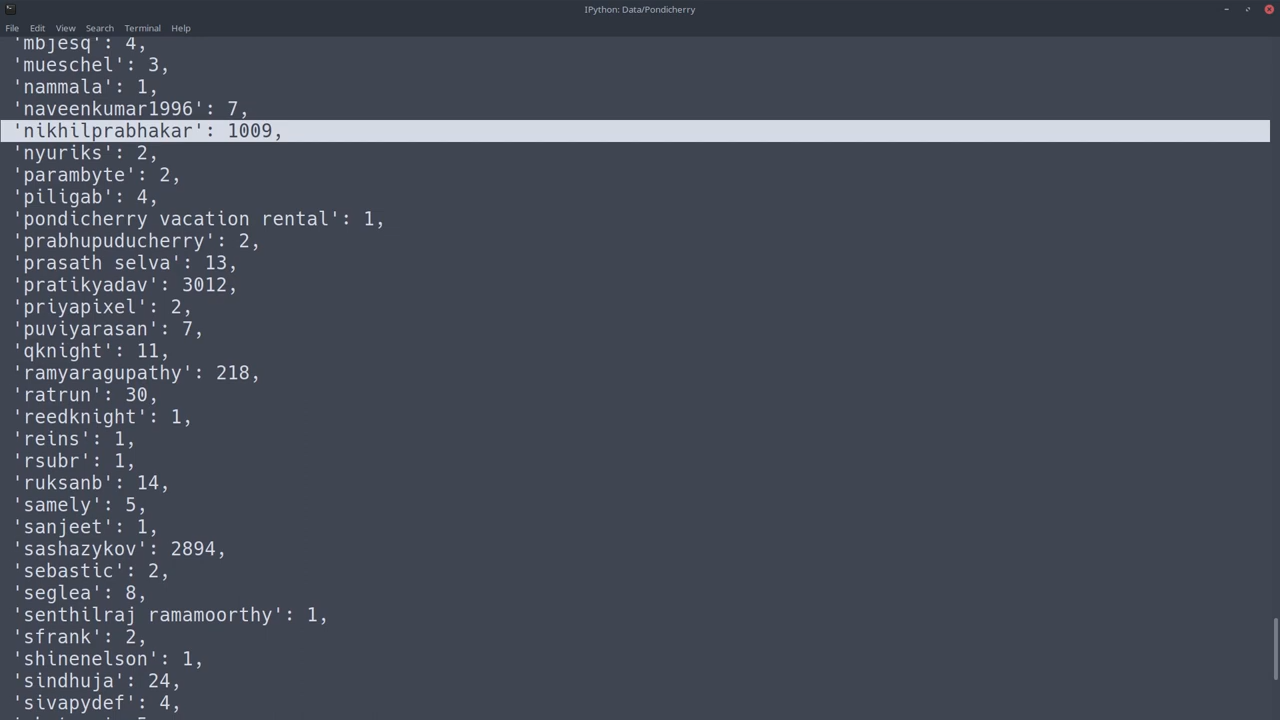 IPython: Data/Pondicherry
File Edit View Search Terminal Help
'mbjesq': 4,
'mueschel': 3,
'nammala': 1,
'naveenkumar1996': 7,
'nikhilprabhakar': 1009,
'nyuriks': 2,
'parambyte': 2,
'piligab': 4,
'pondicherry vacation rental': 1,
'prabhupuducherry': 2,
'prasath selva': 13,
'pratikyadav': 3012,
'priyapixel': 2,
'puviyarasan': 7,
'qknight': 11,
'ramyaragupathy': 218,
'ratrun': 30,
'reedknight': 1,
'reins': 1,
'rsubr': 1,
'ruksanb': 14,
'samely': 5,
'sanjeet': 1,
'sashazykov': 2894,
'sebastic': 2,
'seglea': 8,
'senthilraj ramamoorthy': 1,
'sfrank': 2,
'shinenelson': 1,
'sindhuja': 24,
'sivapydef': 4,